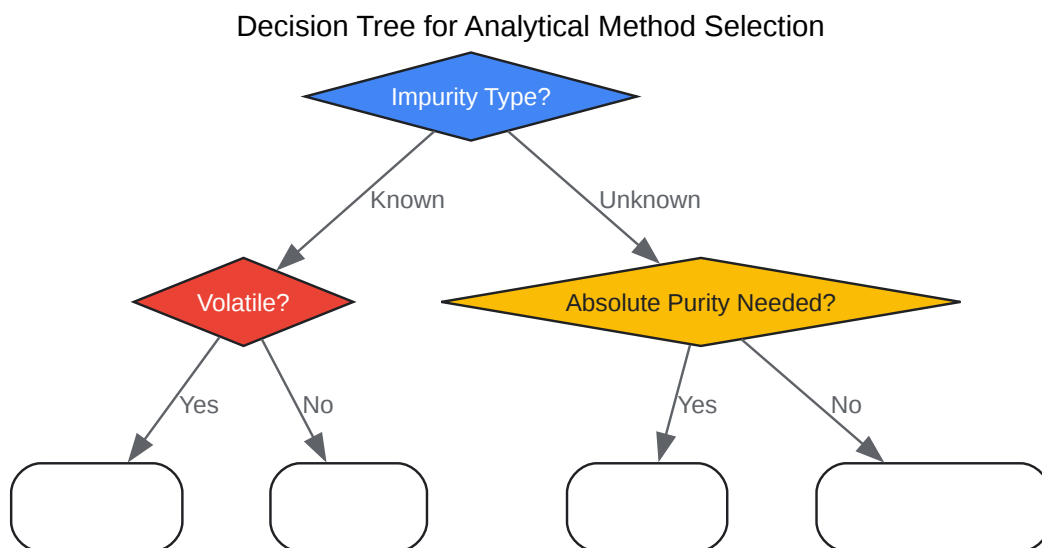 Decision Tree for Analytical Method Selection
Impurity Type?
Known
Unknown
Volatile?
Absolute Purity Needed?
Yes
No
Yes
No